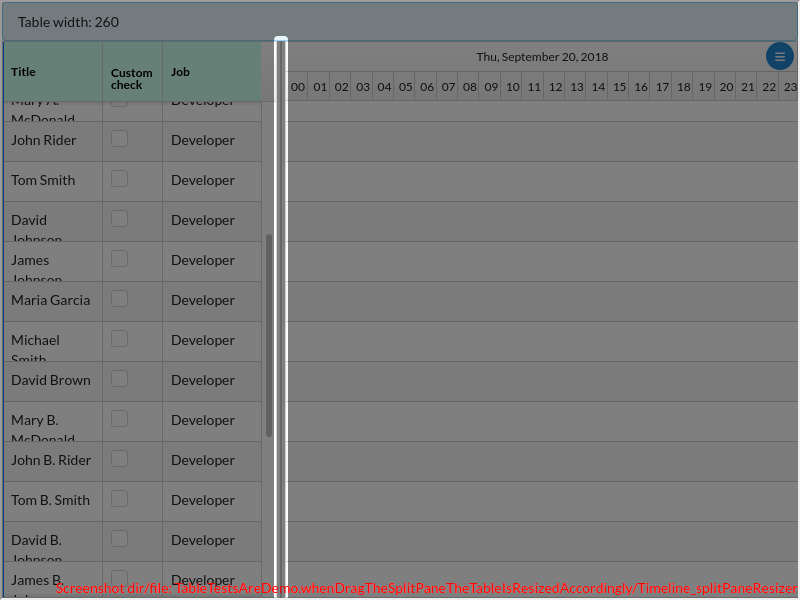 Table width: 260
Title
Custom check
Job
Thu, September 20, 2018
00 01 02 03 04 05 06 07 08 09 10 11 12 13 14 15 16 17 18 19 20 21 22 23
Mary A.
McDonald
Developer
John Rider
Developer
Tom Smith
Developer
David
Johnson
Developer
James
Johnson
Developer
Maria Garcia
Developer
Michael
Smith
Developer
David Brown
Developer
Mary B.
McDonald
Developer
John B. Rider
Developer
Tom B. Smith
Developer
David B.
Johnson
Developer
James B.
Developer
Screenshot dir/file: TableTestsAreDemo.whenDragTheSplitPaneTheTableIsResizedAccordingly/Timeline_splitPaneResizer